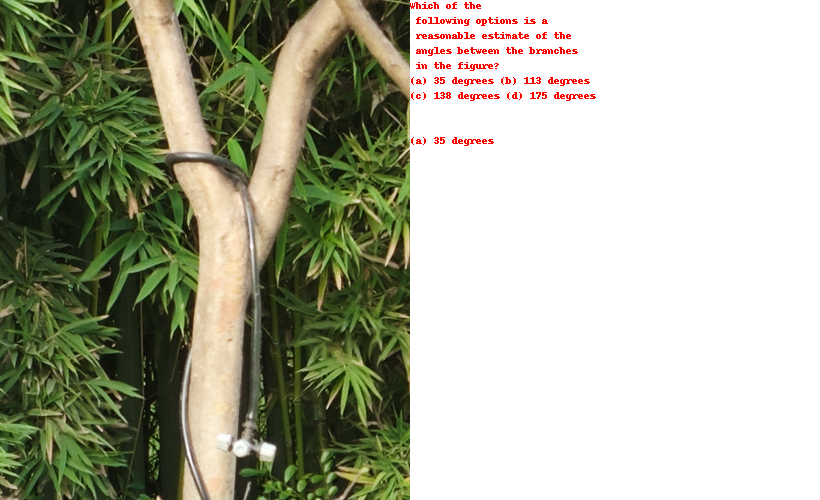 Which of the
following options is a
reasonable estimate of the
angles between the branches
in the figure?
(a) 35 degrees (b) 113 degrees
(c) 138 degrees (d) 175 degrees
(a) 35 degrees